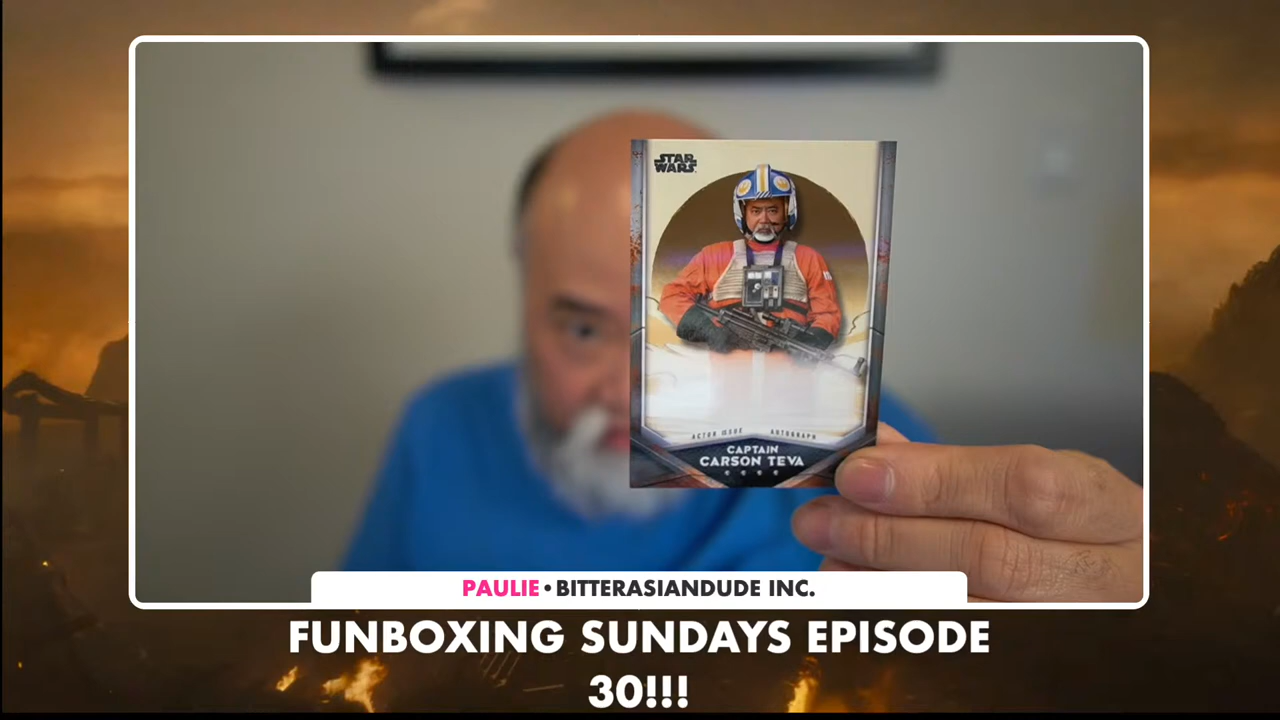 STAR
WARS
ACTOR ISSUE AUTOGRAPH
CAPTAIN
CARSON TEVA
PAULIE • BITTERASIANDUDE INC.
FUNBOXING SUNDAYS EPISODE
30!!!